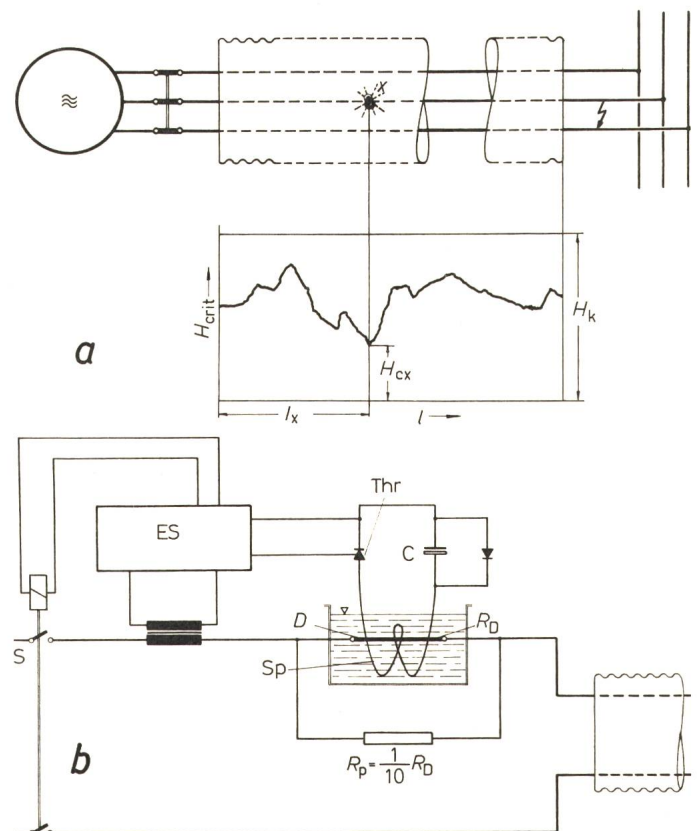 x
H_crit
H_k
H_cx
a
l_x
l
Thr
ES
C
D
R_D
S
Sp
b
R_p = 1/10 R_D